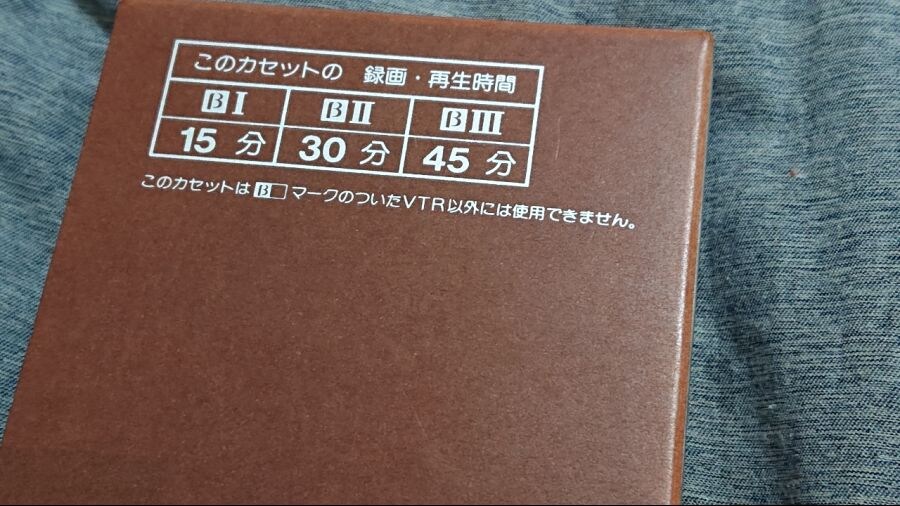 このカセットの 録画・再生時間
βI βII βIII
15 分 30 分 45 分
このカセットは β マークのついたVTR以外には使用できません。